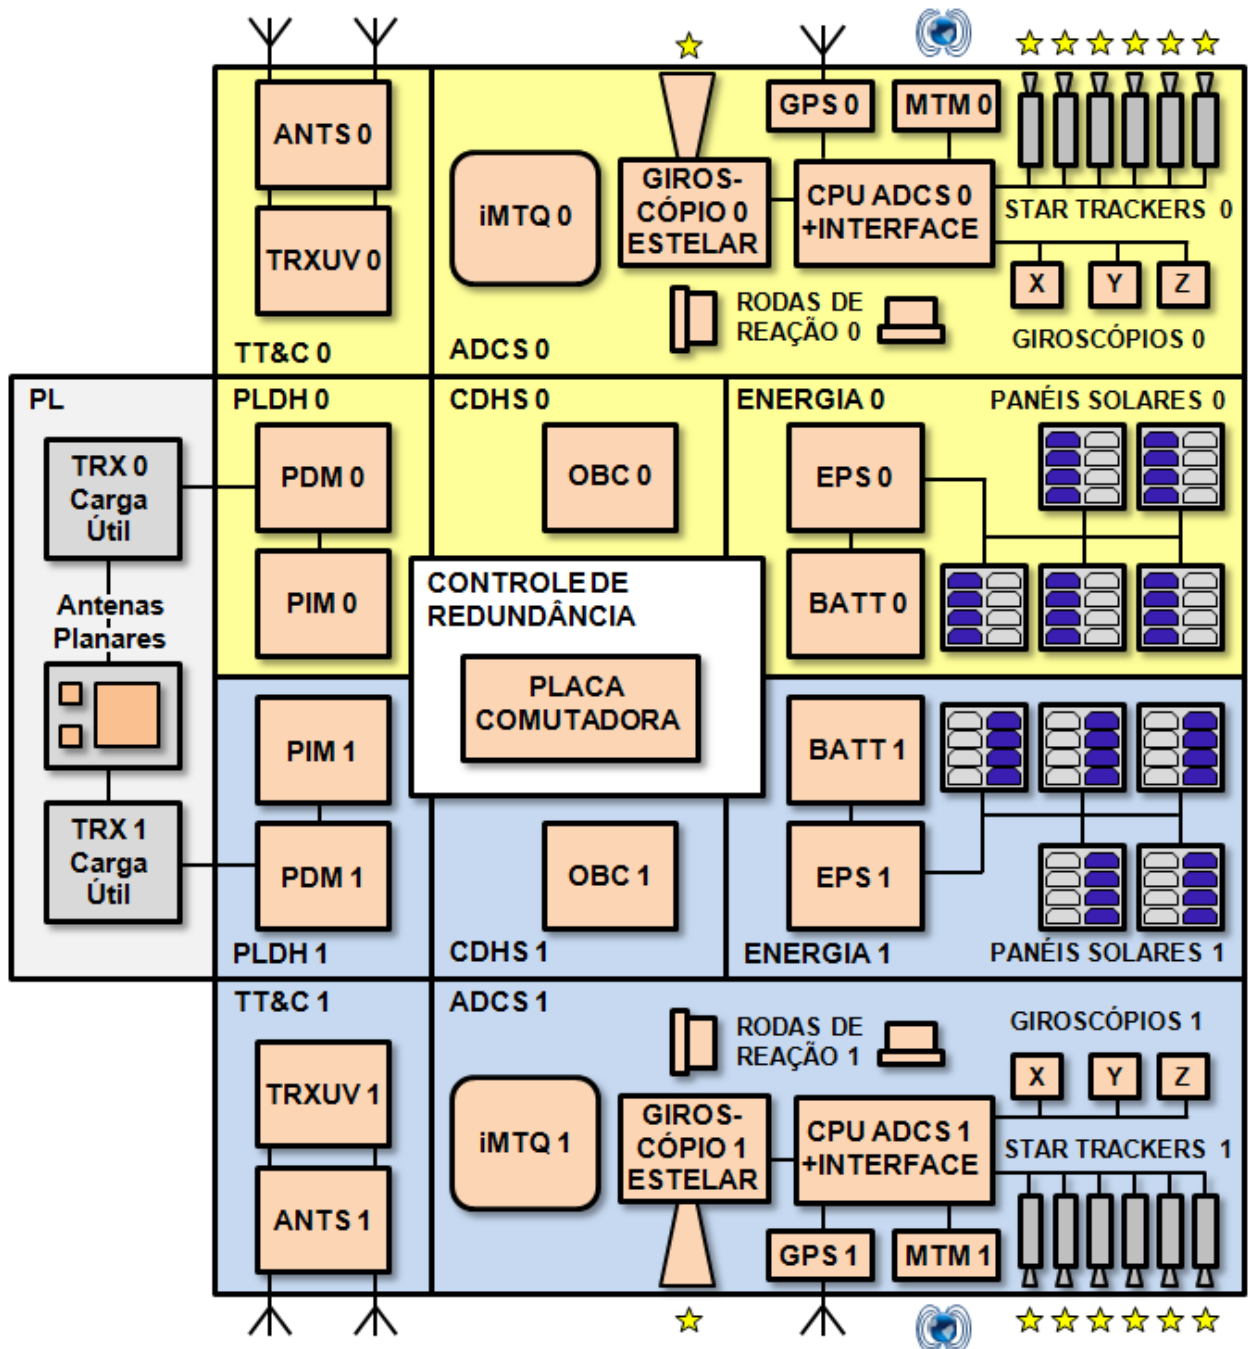 ANTS 0
TRXUV 0
TT&C 0
iMTQ 0
GIROS-
CÓPIO 0
ESTELAR
GPS 0
MTM 0
CPU ADCS 0
+INTERFACE
STAR TRACKERS 0
X
Y
Z
GIROSCÓPIOS 0
RODAS DE
REAÇÃO 0
ADCS 0
PL
TRX 0
Carga
Útil
Antenas
Planares
TRX 1
Carga
Útil
PLDH 0
PDM 0
PIM 0
CDHS 0
OBC 0
ENERGIA 0
PANÉIS SOLARES 0
EPS 0
BATT 0
CONTROLE DE
REDUNDÂNCIA
PLACA
COMUTADORA
PIM 1
PDM 1
PLDH 1
OBC 1
CDHS 1
BATT 1
EPS 1
ENERGIA 1
PANÉIS SOLARES 1
TT&C 1
TRXUV 1
ANTS 1
ADCS 1
RODAS DE
REAÇÃO 1
GIROSCÓPIOS 1
X
Y
Z
iMTQ 1
GIROS-
CÓPIO 1
ESTELAR
CPU ADCS 1
+INTERFACE
STAR TRACKERS 1
GPS 1
MTM 1